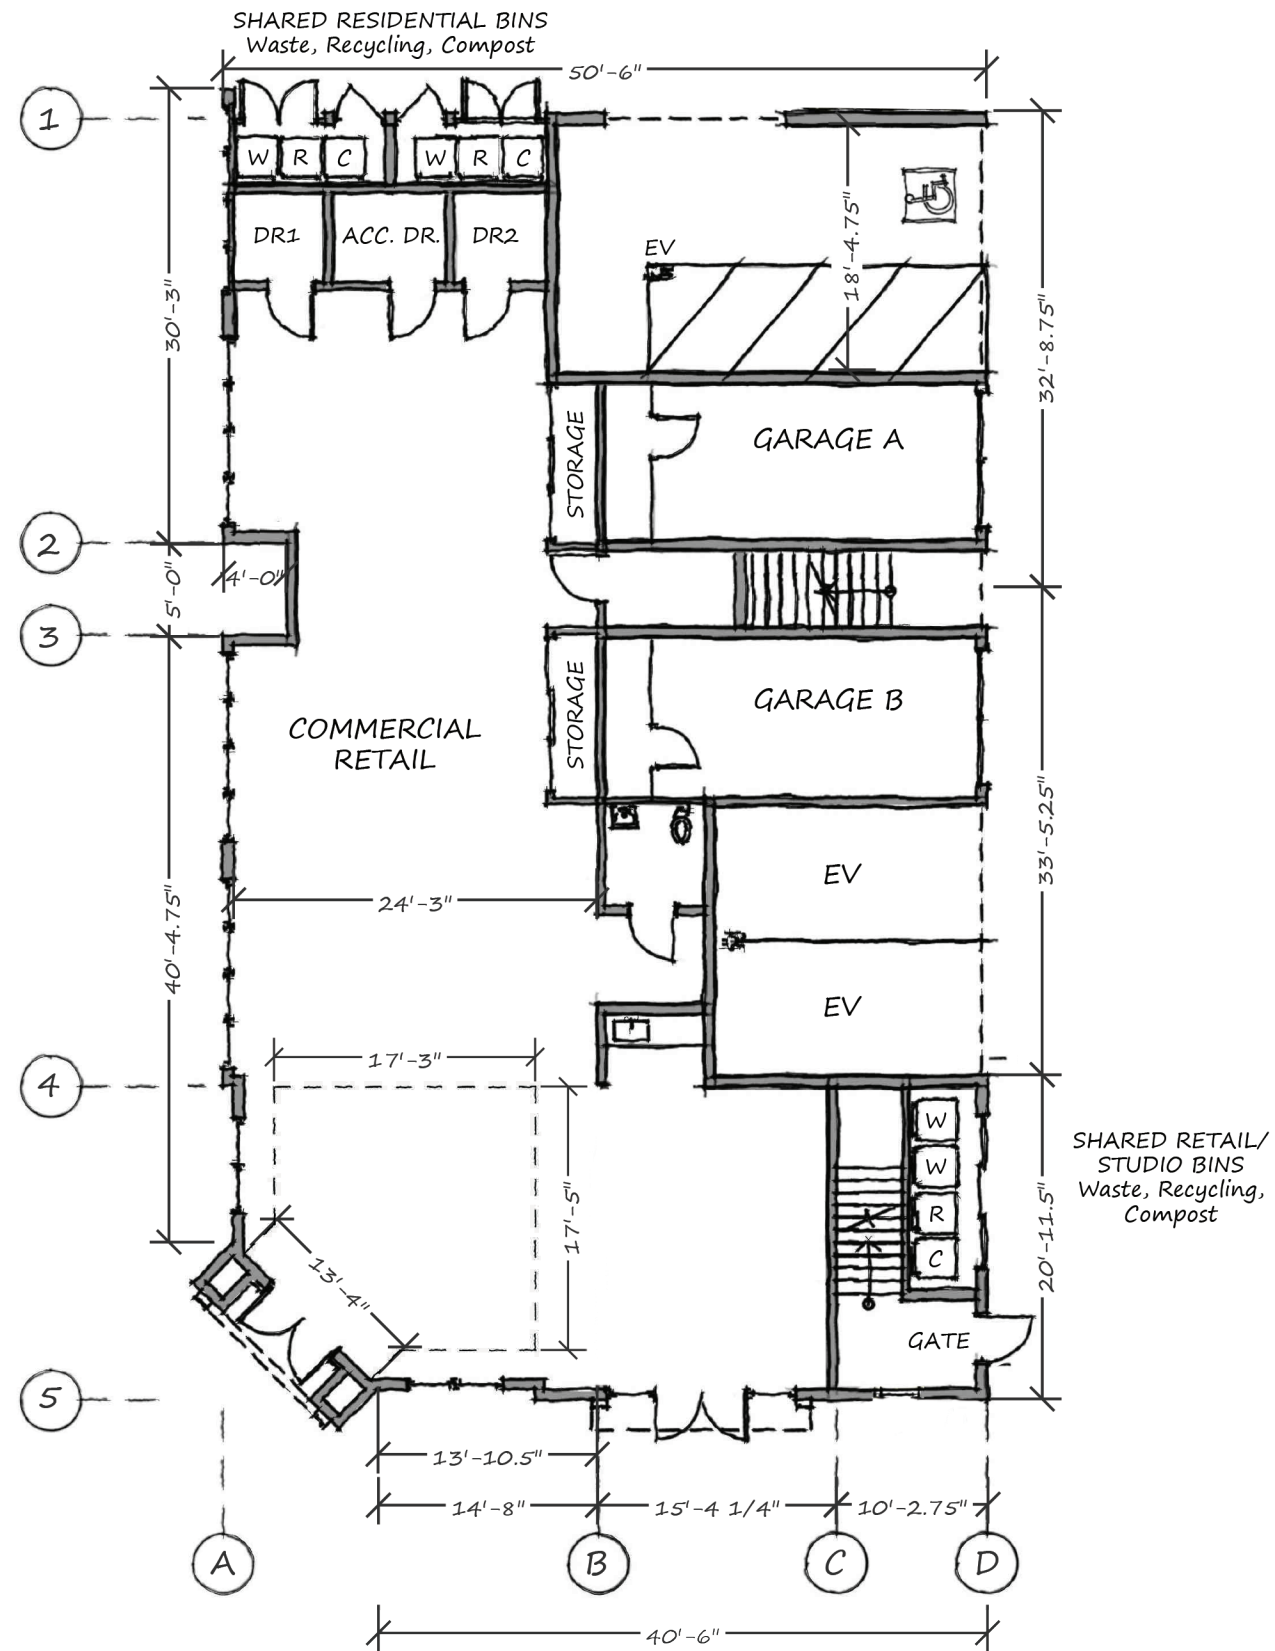 SHARED RESIDENTIAL BINS
Waste, Recycling, Compost
50'-6"
1
W R C W R C
DR1 ACC. DR. DR2
EV
18'-4.75"
30'-3"
32'-8.75"
STORAGE
GARAGE A
2
4'-0"
5'-0"
3
STORAGE
GARAGE B
COMMERCIAL
RETAIL
33'-5.25"
EV
24'-3"
40'-4.75"
EV
17'-3"
4
W
SHARED RETAIL/
STUDIO BINS
Waste, Recycling,
Compost
W
R
C
17'-5"
20'-11.5"
13'-4"
GATE
5
13'-10.5"
14'-8"
15'-4 1/4"
10'-2.75"
A B C D
40'-6"